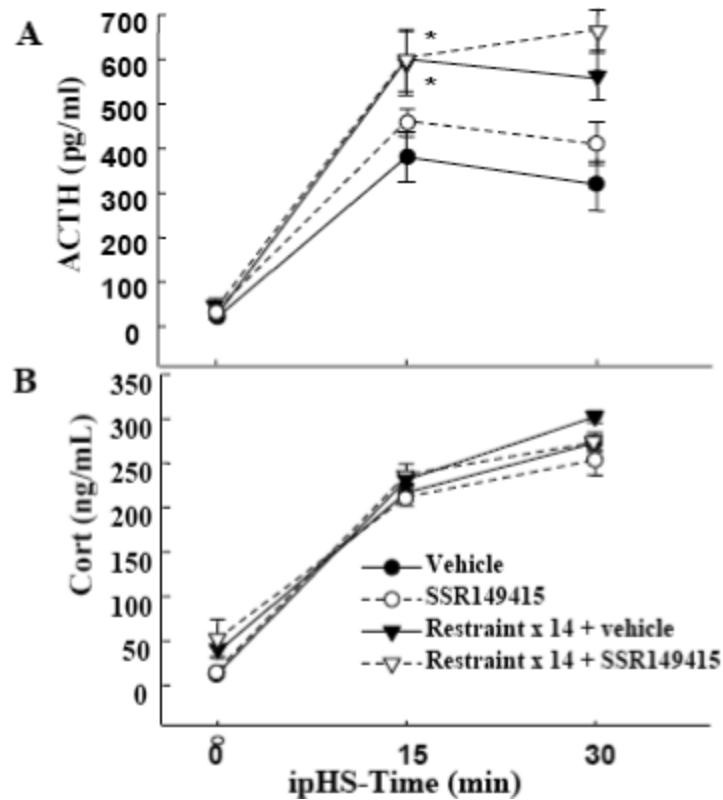 A
700
600
500
400
300
200
100
0
ACTH (pg/ml)
*
*
B
350
300
250
200
150
100
50
0
Cort (ng/mL)
Vehicle
SSR149415
Restraint x 14 + vehicle
Restraint x 14 + SSR149415
0
0 15 30
ipHS-Time (min)